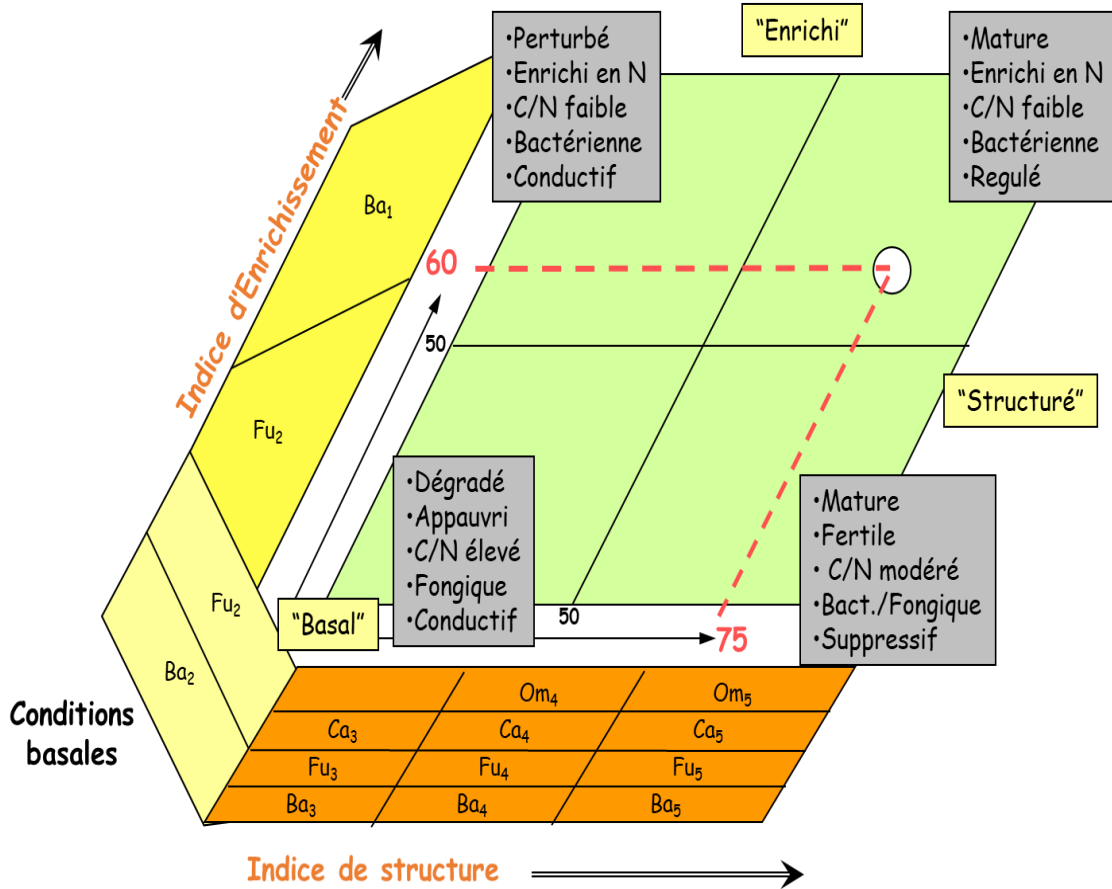 “Enrichi”
•Perturbé
•Enrichi en N
•C/N faible
•Bactérienne
•Conductif
•Mature
•Enrichi en N
•C/N faible
•Bactérienne
•Regulé
Indice d'Enrichissement
Ba1
60
50
Fu2
“Structuré”
•Dégradé
•Appauvri
•C/N élevé
•Fongique
•Conductif
•Mature
•Fertile
• C/N modéré
•Bact./Fongique
•Suppressif
Fu2
“Basal”
50
75
Ba2
Conditions
basales
Om4 Om5
Ca3 Ca4 Ca5
Fu3 Fu4 Fu5
Ba3 Ba4 Ba5
Indice de structure